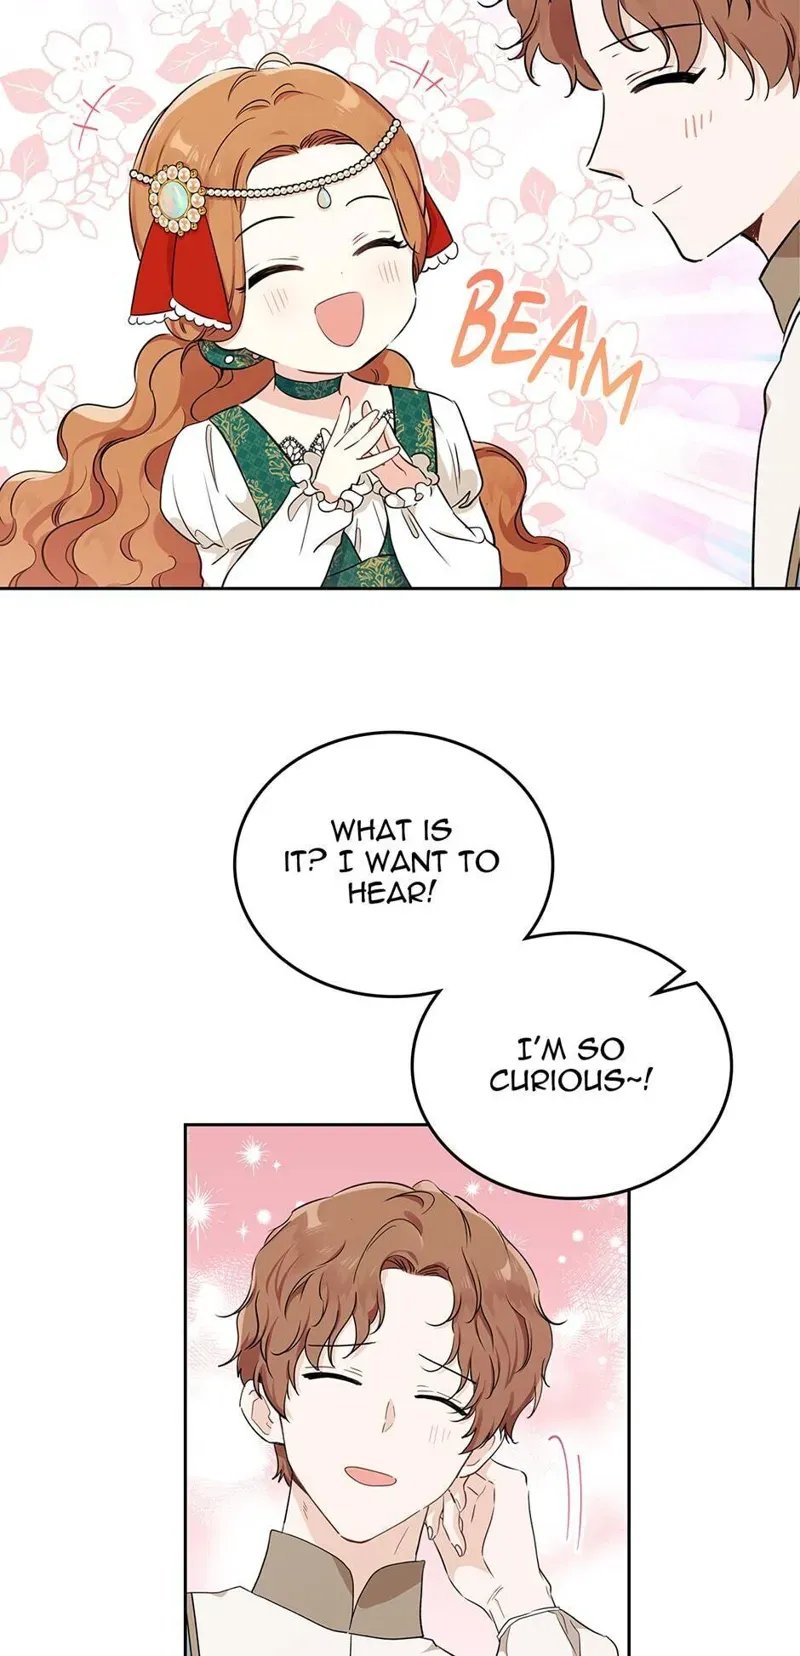 BEAM
WHAT IS
IT? I WANT TO
HEAR!
I'M SO
CURIOUS~!